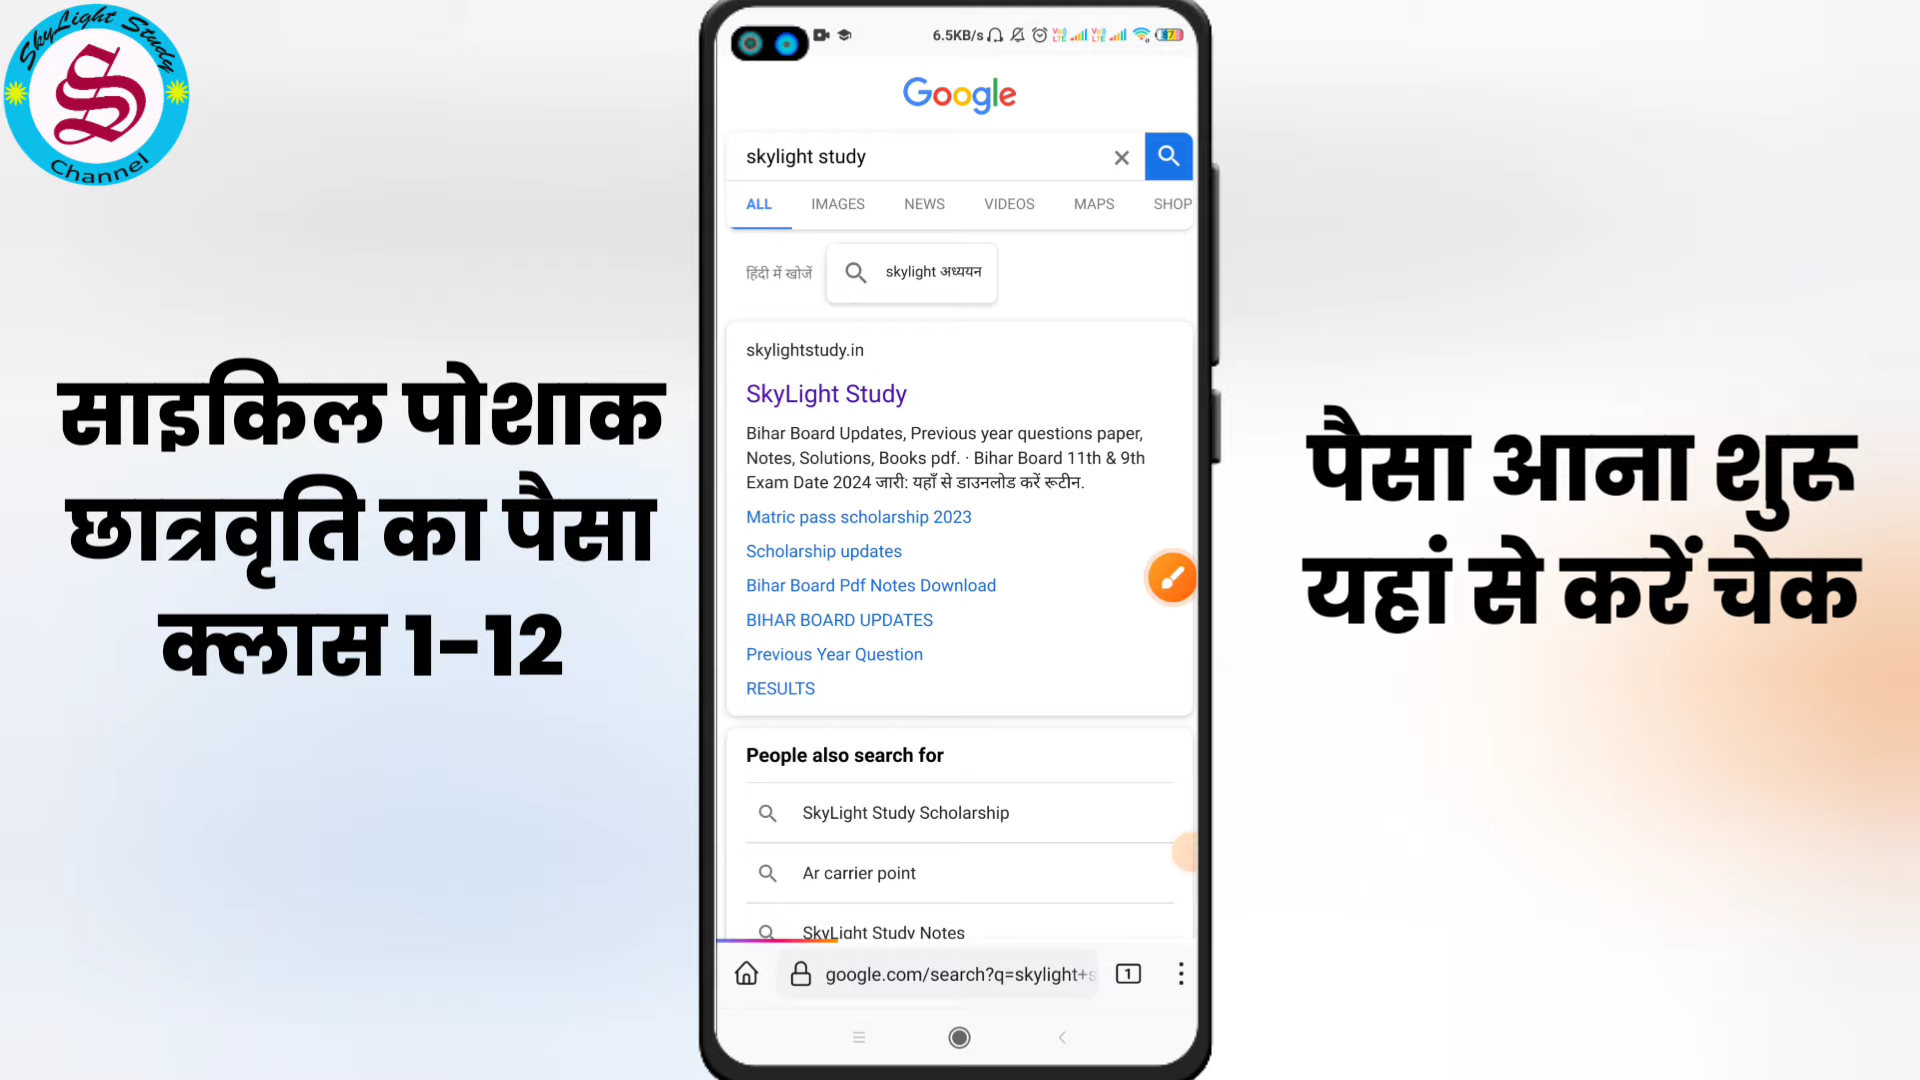 SkyLight Study
S
Channel
साइकिल पोशाक
छात्रवृति का पैसा
क्लास 1-12
6.5KB/s
87
Google
skylight study
ALL IMAGES NEWS VIDEOS MAPS SHOP
हिंदी में खोजें skylight अध्ययन
skylightstudy.in
SkyLight Study
Bihar Board Updates, Previous year questions paper,
Notes, Solutions, Books pdf. · Bihar Board 11th & 9th
Exam Date 2024 जारी: यहाँ से डाउनलोड करें रूटीन.
Matric pass scholarship 2023
Scholarship updates
Bihar Board Pdf Notes Download
BIHAR BOARD UPDATES
Previous Year Question
RESULTS
People also search for
SkyLight Study Scholarship
Ar carrier point
SkyLight Study Notes
google.com/search?q=skylight+s
1
पैसा आना शुरू
यहां से करें चेक